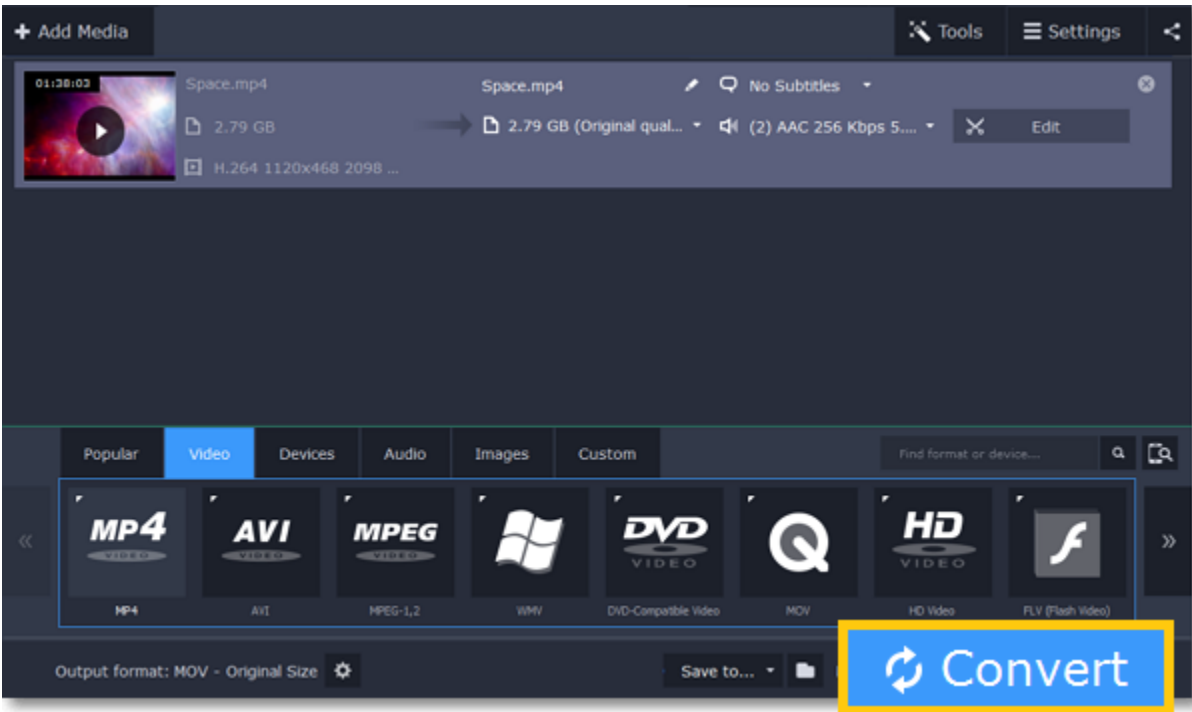 Add Media
Tools
Settings
01:38:03
Space.mp4
Space.mp4
No Subtitles
2.79 GB
2.79 GB (Original qual...
(2) AAC 256 Kbps 5....
Edit
H.264 1120x468 2098 ...
Popular
Video
Devices
Audio
Images
Custom
Find format or device....
MP4
VIDEO
AVI
VIDEO
MPEG
VIDEO
DVD
VIDEO
HD
VIDEO
MP4
AVI
MPEG-1,2
WMV
DVD-Compatible Video
MOV
HD Video
FLV (Flash Video)
Output format: MOV - Original Size
Save to...
Convert